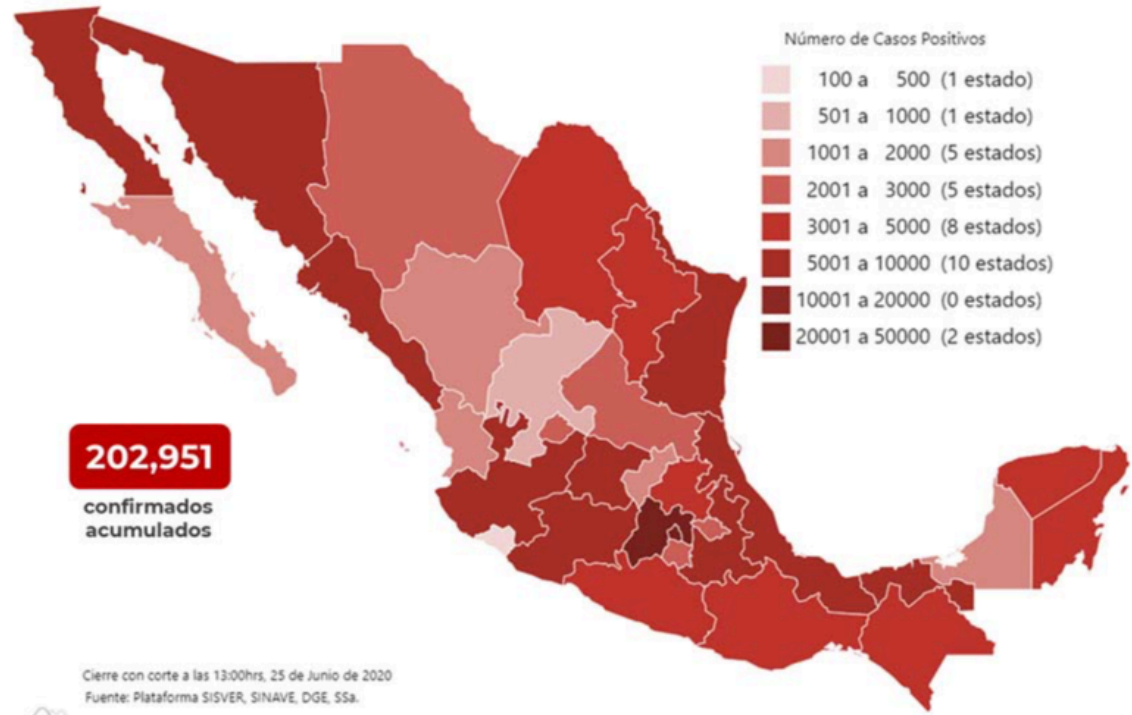 Número de Casos Positivos
100 a 500 (1 estado)
501 a 1000 (1 estado)
1001 a 2000 (5 estados)
2001 a 3000 (5 estados)
3001 a 5000 (8 estados)
5001 a 10000 (10 estados)
10001 a 20000 (0 estados)
20001 a 50000 (2 estados)
202,951
confirmados
acumulados
Cierre con corte a las 13:00hrs, 25 de Junio de 2020
Fuente: Plataforma SISVER, SINAVE, DGE, SSa.